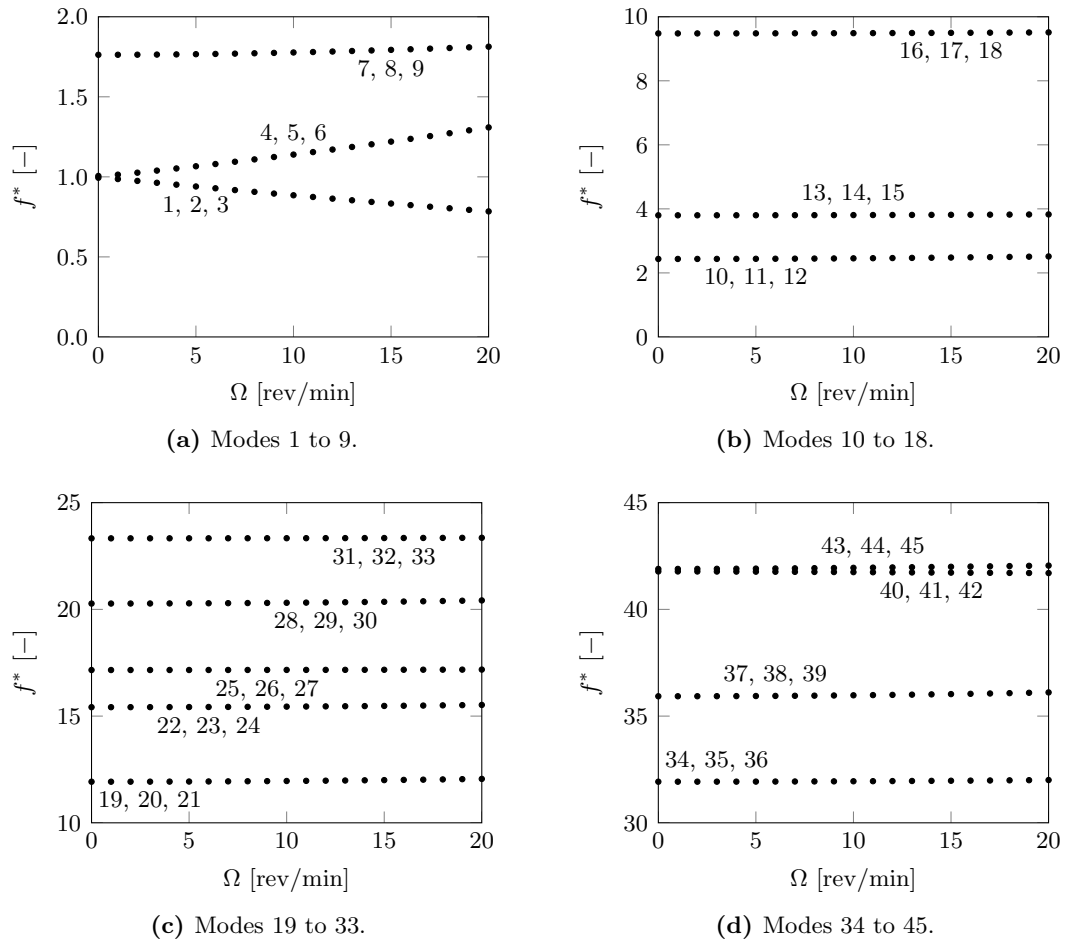 2.0
1.5
1.0
0.5
0.0
f* [−]
7, 8, 9
4, 5, 6
1, 2, 3
0 5 10 15 20
Ω [rev/min]
(a) Modes 1 to 9.
10
8
6
4
2
0
f* [−]
16, 17, 18
13, 14, 15
10, 11, 12
0 5 10 15 20
Ω [rev/min]
(b) Modes 10 to 18.
25
20
15
10
f* [−]
31, 32, 33
28, 29, 30
25, 26, 27
22, 23, 24
19, 20, 21
0 5 10 15 20
Ω [rev/min]
(c) Modes 19 to 33.
45
40
35
30
f* [−]
43, 44, 45
40, 41, 42
37, 38, 39
34, 35, 36
0 5 10 15 20
Ω [rev/min]
(d) Modes 34 to 45.